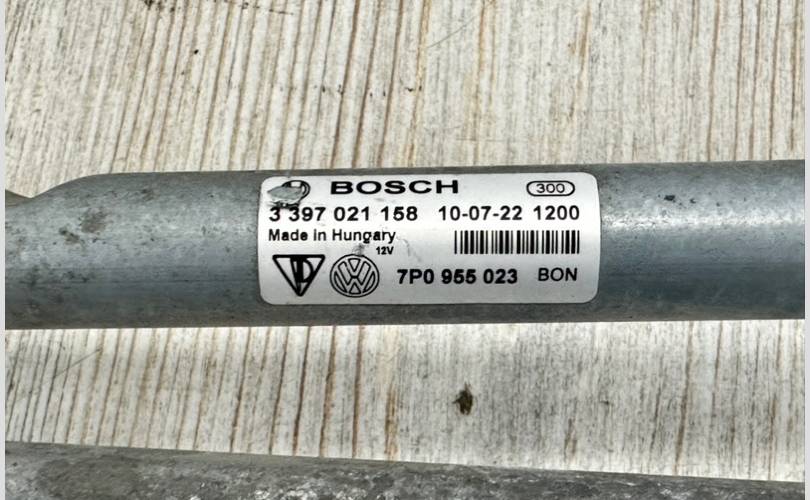 BOSCH 300
3 397 021 158 10-07-22 1200
Made in Hungary
12V
7P0 955 023 BON